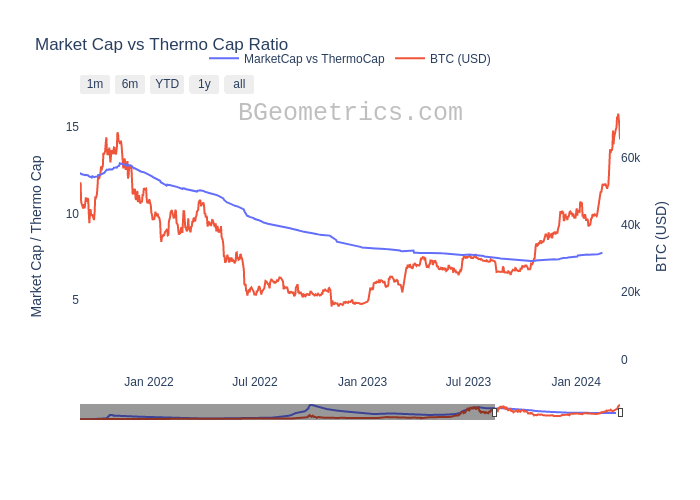 Market Cap vs Thermo Cap Ratio
MarketCap vs ThermoCap
BTC (USD)
1m
6m
YTD
1y
all
BGeometrics.com
15
10
5
Market Cap / Thermo Cap
60k
40k
20k
0
BTC (USD)
Jan 2022
Jul 2022
Jan 2023
Jul 2023
Jan 2024